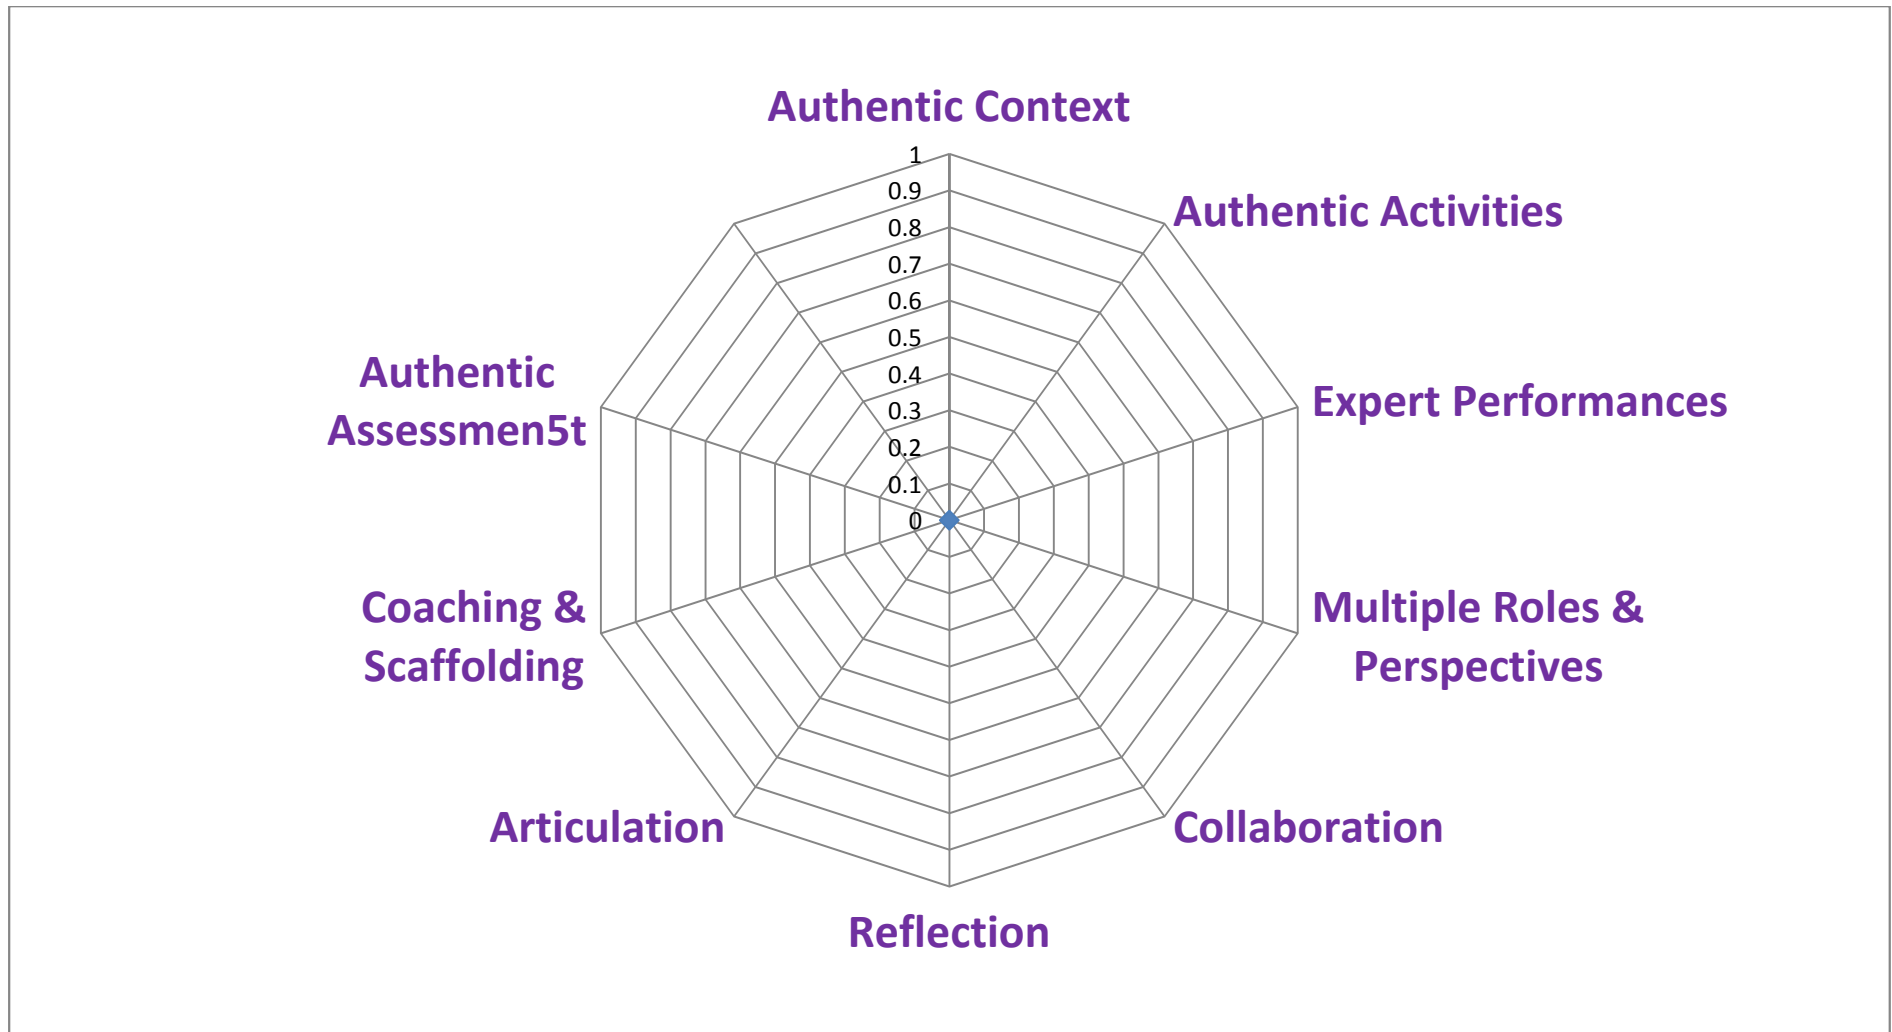 Authentic Context
1
0.9
0.8
0.7
0.6
0.5
0.4
0.3
0.2
0.1
0
Authentic Activities
Expert Performances
Multiple Roles &
Perspectives
Collaboration
Reflection
Articulation
Coaching &
Scaffolding
Authentic
Assessmen5t